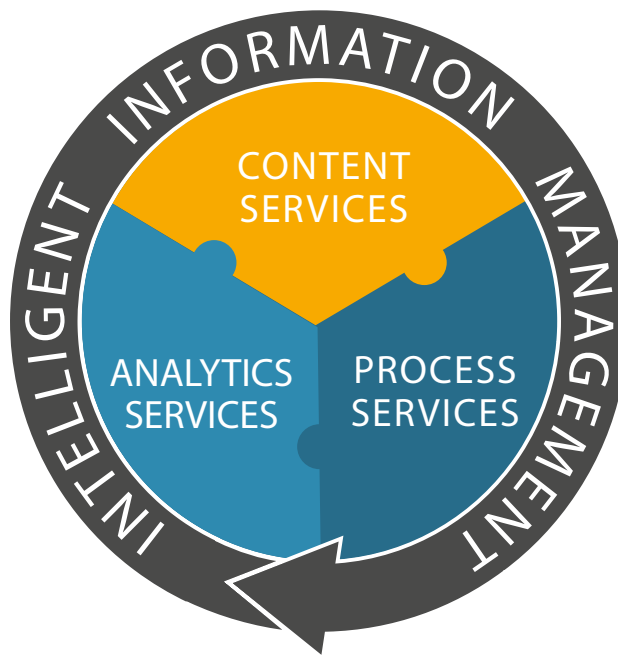 INTELLIGENT INFORMATION MANAGEMENT
CONTENT
SERVICES
ANALYTICS
SERVICES
PROCESS
SERVICES